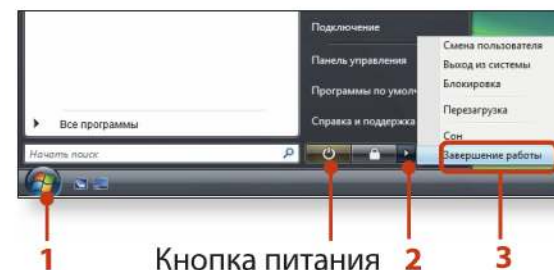 Подключение
Панель управления
Программы по умолч
Справка и поддержка
Все программы
Начать поиск
Смена пользователя
Выход из системы
Блокировка
Перезагрузка
Сон
Завершение работы
1 Кнопка питания 2 3